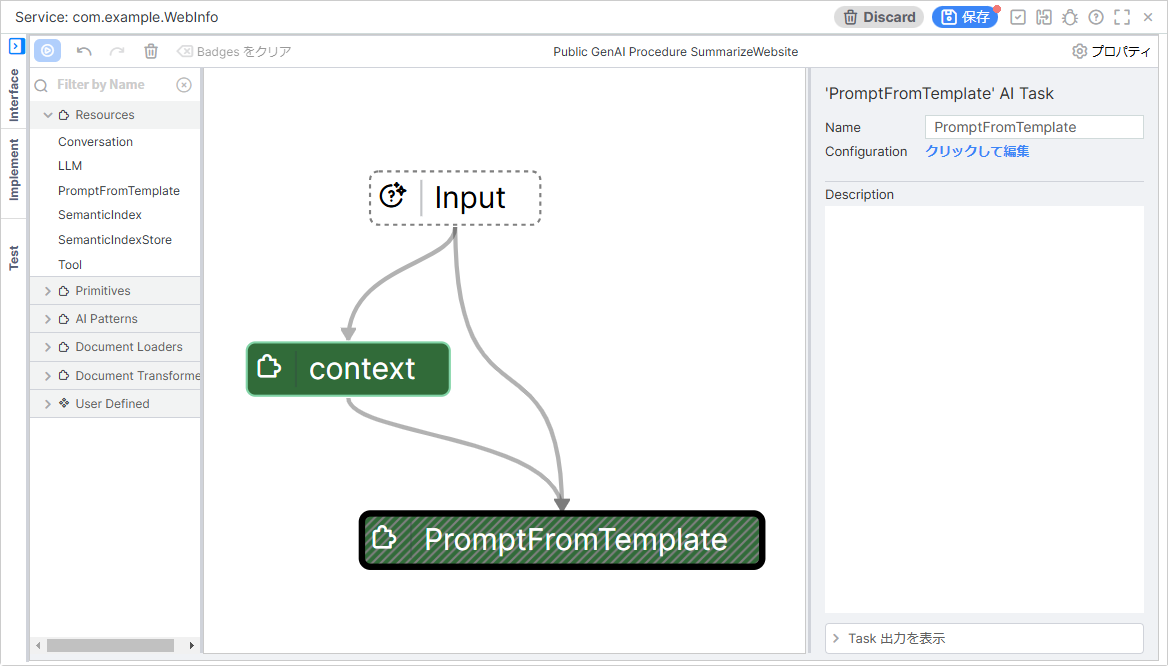 Service: com.example.WebInfo
Discard
保存
Badges をクリア
Public GenAI Procedure SummarizeWebsite
プロパティ
Interface
Implement
Test
Filter by Name
Resources
Conversation
LLM
PromptFromTemplate
SemanticIndex
SemanticIndexStore
Tool
Primitives
AI Patterns
Document Loaders
Document Transforme
User Defined
Input
context
PromptFromTemplate
'PromptFromTemplate' AI Task
Name PromptFromTemplate
Configuration クリックして編集
Description
Task 出力を表示